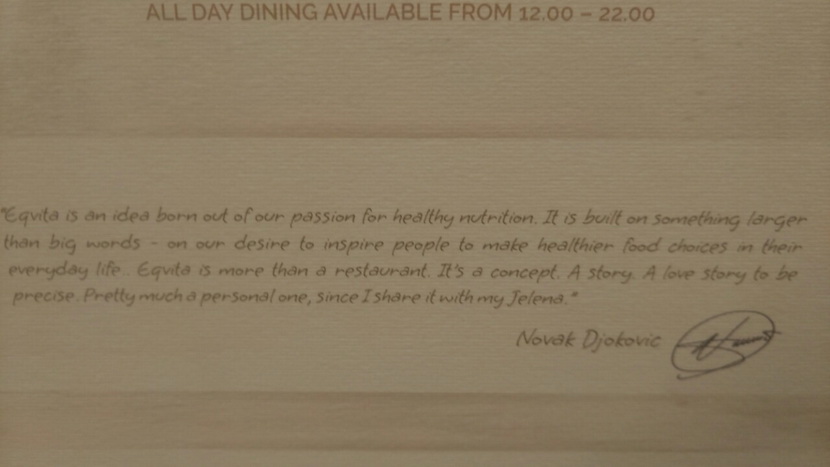 ALL DAY DINING AVAILABLE FROM 12.00 – 22.00
"Eqvita is an idea born out of our passion for healthy nutrition. It is built on something larger
than big words - on our desire to inspire people to make healthier food choices in their
everyday life.. Eqvita is more than a restaurant. It's a concept. A story. A love story to be
precise. Pretty much a personal one, since I share it with my Jelena."
Novak Djokovic